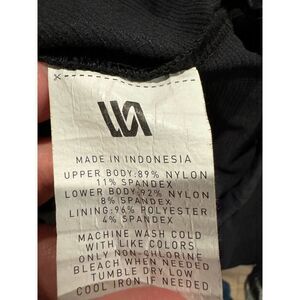 MADE IN INDONESIA
UPPER BODY:89% NYLON
11% SPANDEX
LOWER BODY:92% NYLON
8% SPANDEX
LINING:96% POLYESTER
4% SPANDEX
MACHINE WASH COLD
WITH LIKE COLORS
ONLY NON-CHLORINE
BLEACH WHEN NEEDED
TUMBLE DRY LOW
COOL IRON IF NEEDED